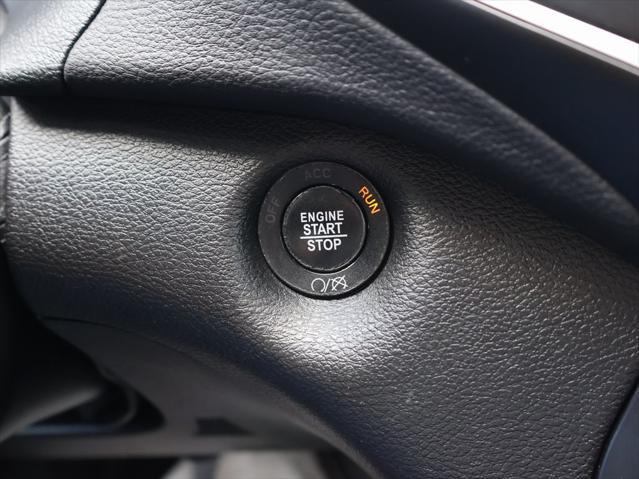 OFF
ACC
RUN
ENGINE
START
STOP